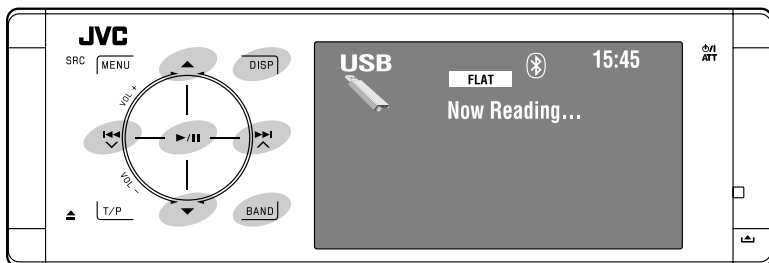 JVC
SRC
MENU
DISP
VOL +
VOL –
T/P
BAND
USB
FLAT
15:45
Now Reading...
/I
ATT